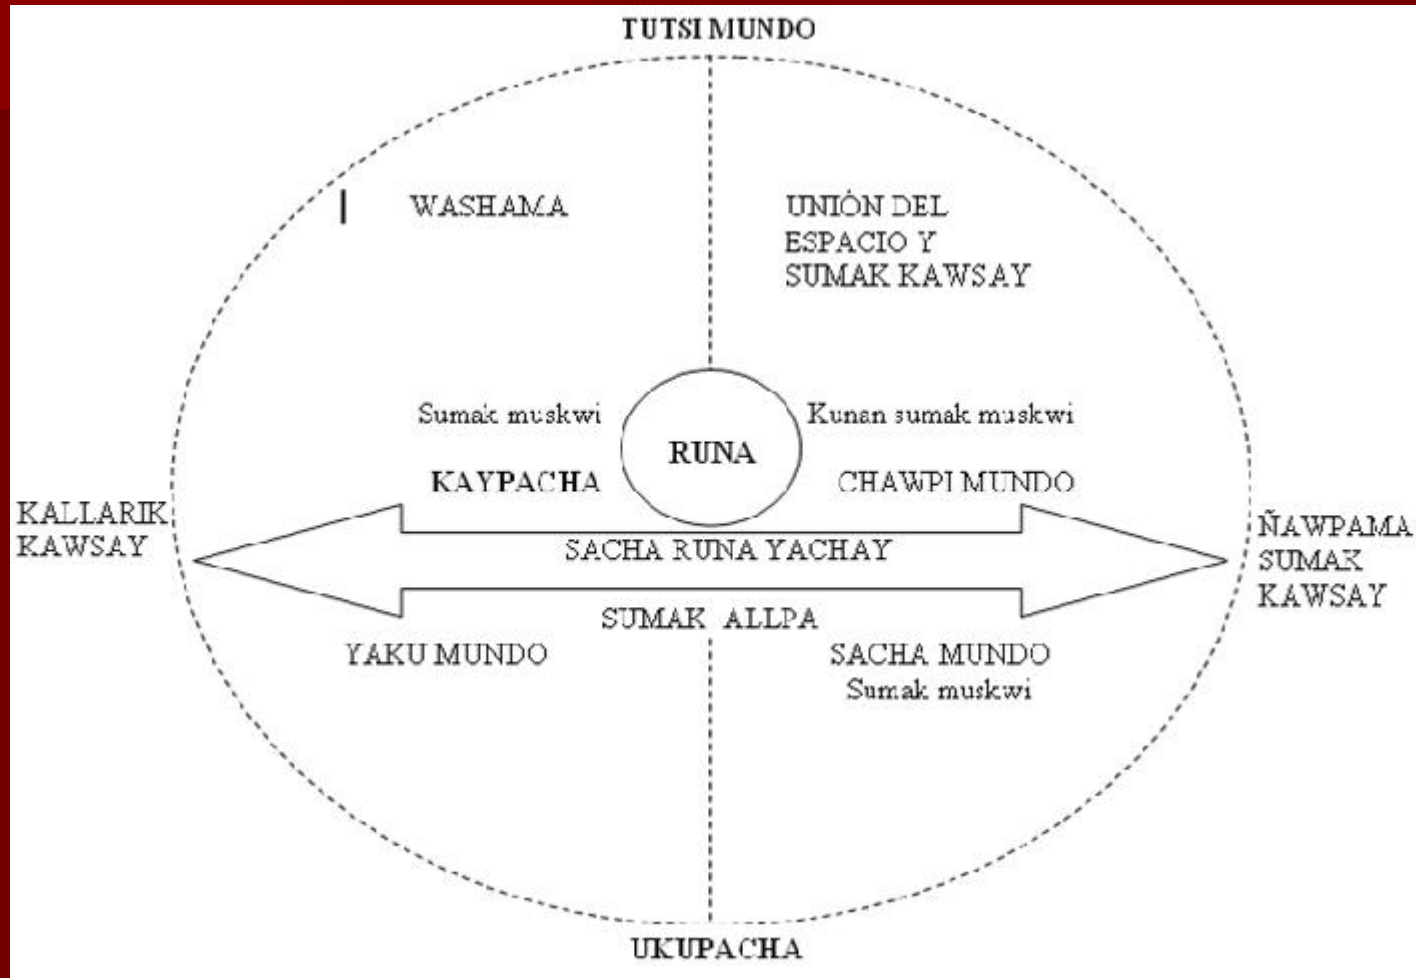 TUTSI MUNDO
WASHAMA
UNIÓN DEL
ESPACIO Y
SUMAK KAWSAY
Sumak muskwi
Kunan sumak muskwi
RUNA
KAYPACHA
CHAWPI MUNDO
KALLARIK
KAWSAY
SACHA RUNA YACHAY
ÑAWPAMA
SUMAK
KAWSAY
SUMAK ALLPA
YAKU MUNDO
SACHA MUNDO
Sumak muskwi
UKUPACHA